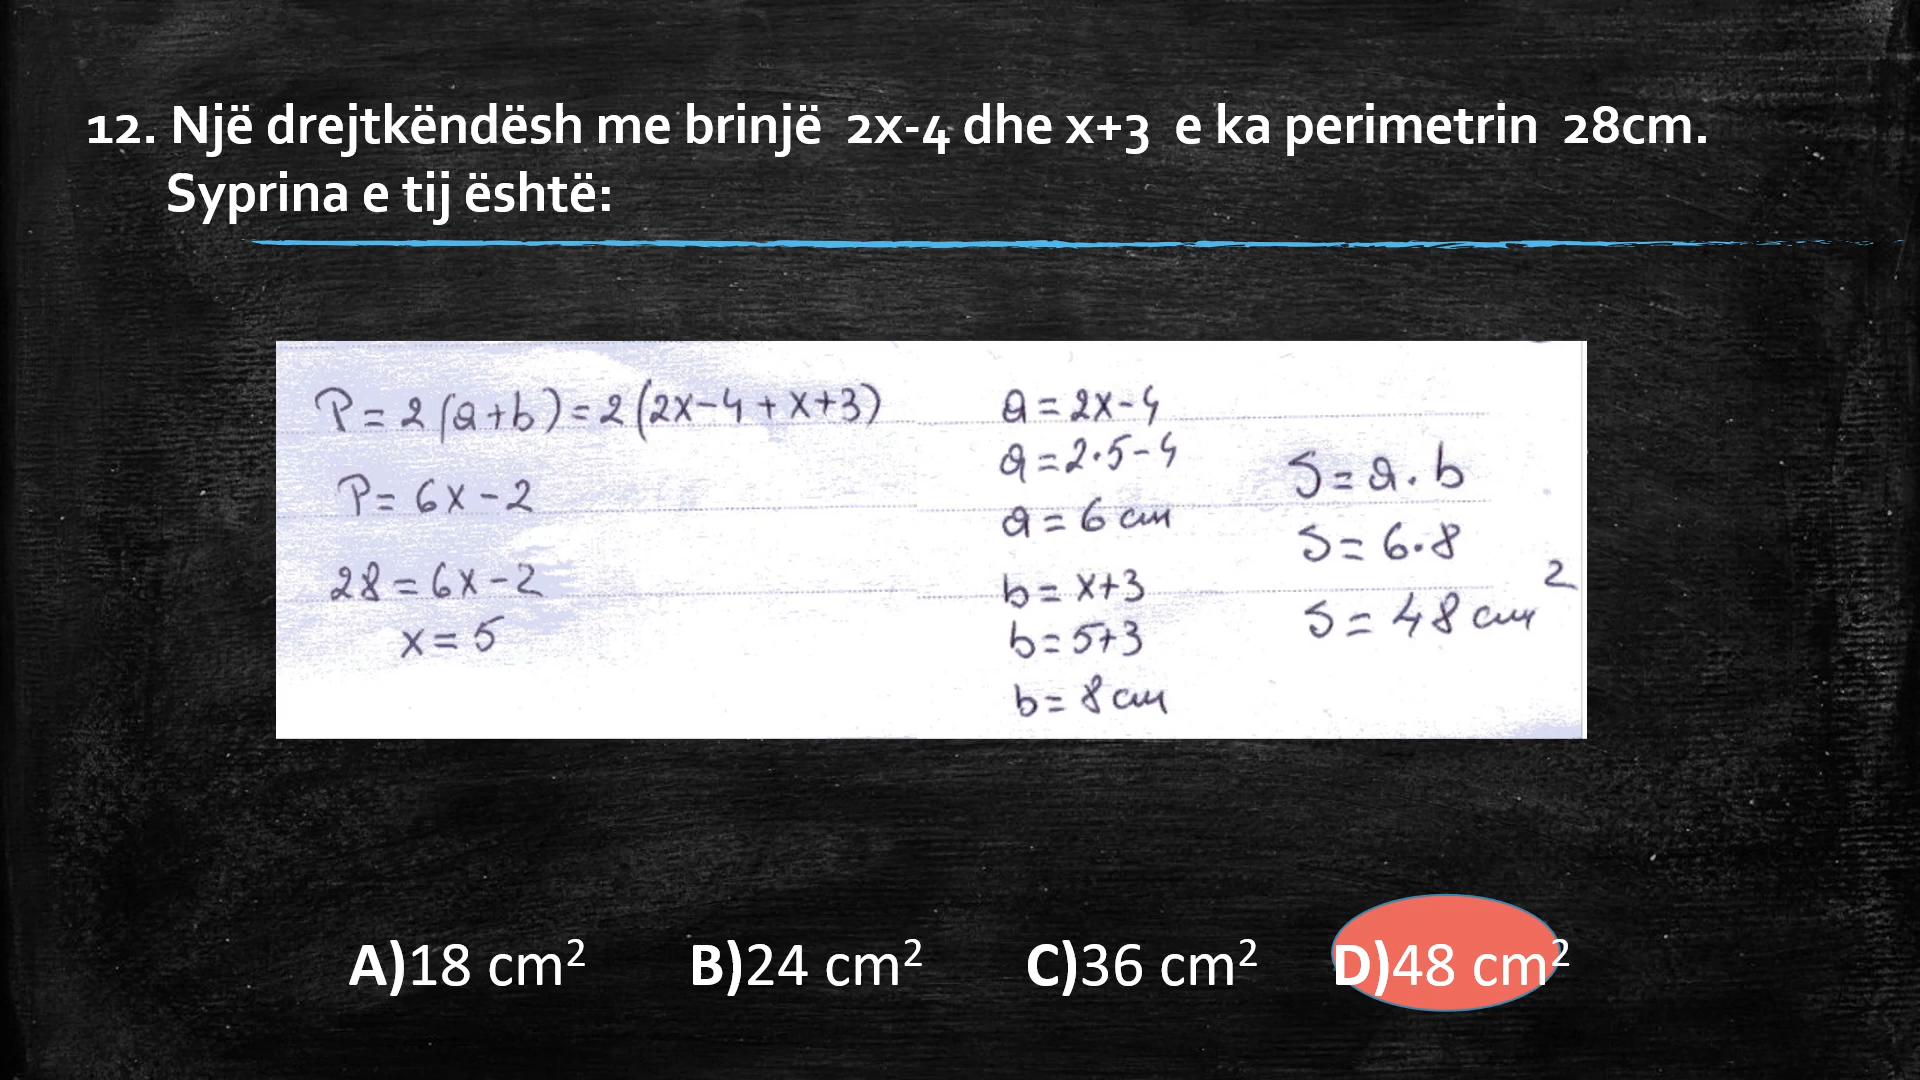 12. Një drejtkëndësh me brinjë 2x-4 dhe x+3 e ka perimetrin 28cm.
Syprina e tij është:
P = 2(a+b) = 2(2x-4+x+3)
P = 6x-2
28 = 6x-2
x = 5
a = 2x-4
a = 2·5-4
a = 6 cm
b = x+3
b = 5+3
b = 8 cm
S = a·b
S = 6·8
S = 48 cm²
A)18 cm² B)24 cm² C)36 cm² D)48 cm²